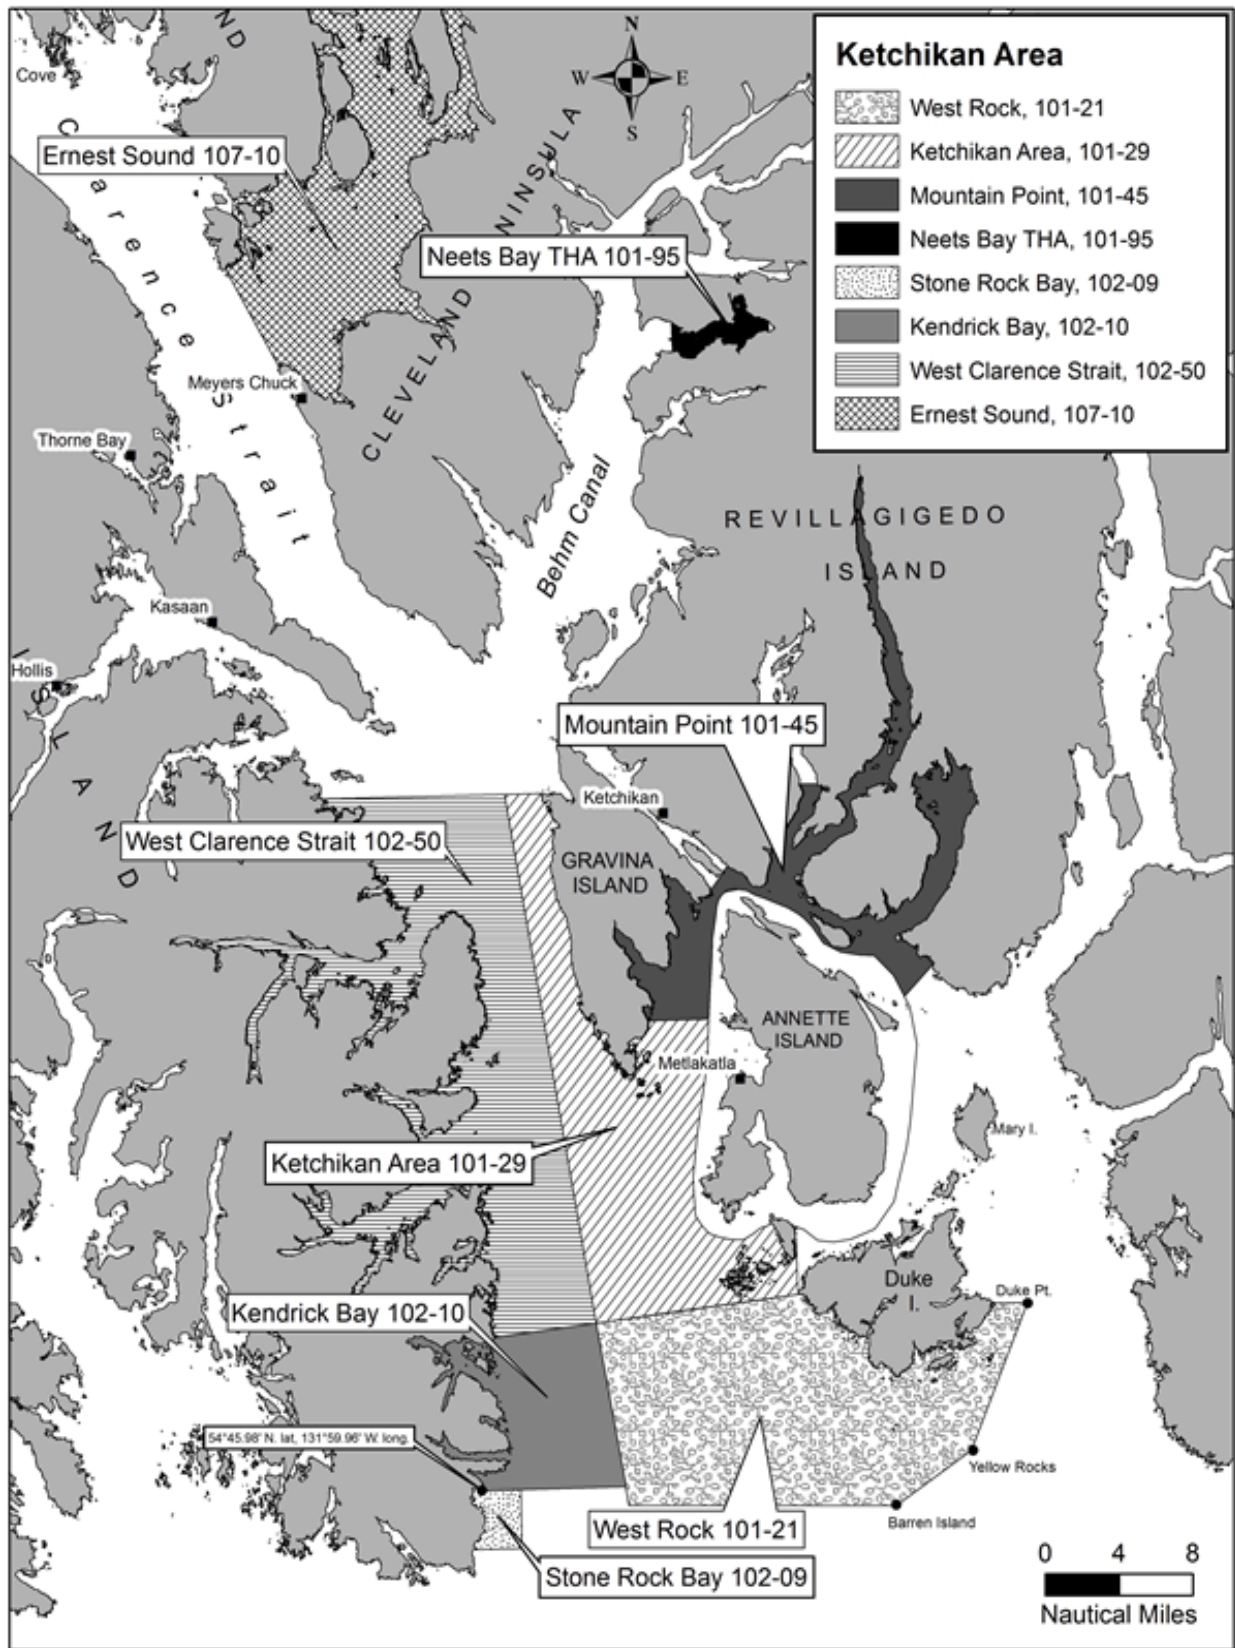 N
W E
S
Ketchikan Area
West Rock, 101-21
Ketchikan Area, 101-29
Mountain Point, 101-45
Neets Bay THA, 101-95
Stone Rock Bay, 102-09
Kendrick Bay, 102-10
West Clarence Strait, 102-50
Ernest Sound, 107-10
ND
Cove
Clarence Strait
Ernest Sound 107-10
CLEVELAND NINSULA
Neets Bay THA 101-95
Meyers Chuck
Thorne Bay
Behm Canal
REVILLAGIGEDO
ISLAND
Kasaan
Hollis
ISLAND
Mountain Point 101-45
Ketchikan
West Clarence Strait 102-50
GRAVINA
ISLAND
ANNETTE
ISLAND
Metlakatla
Mary I.
Ketchikan Area 101-29
Duke
I.
Duke Pt.
Kendrick Bay 102-10
54°45.98' N. lat, 131°59.96' W. long.
Yellow Rocks
Barren Island
West Rock 101-21
Stone Rock Bay 102-09
0 4 8
Nautical Miles